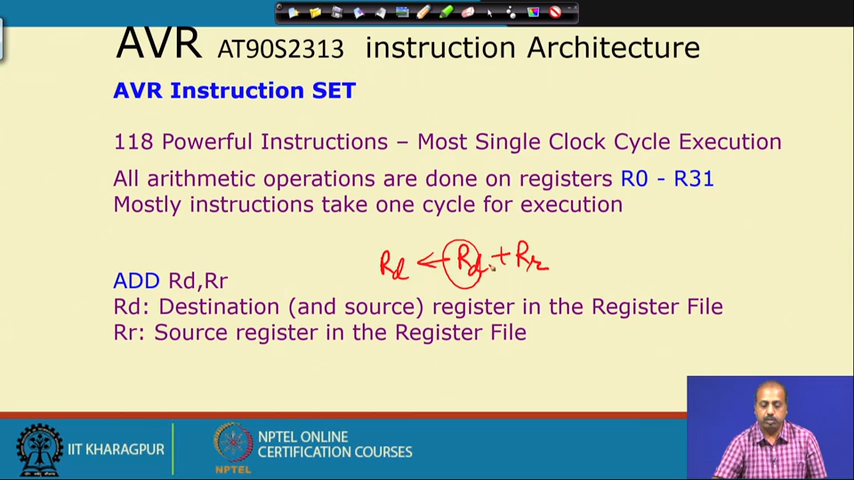 AVR AT90S2313 instruction Architecture
AVR Instruction SET
118 Powerful Instructions – Most Single Clock Cycle Execution
All arithmetic operations are done on registers R0 - R31
Mostly instructions take one cycle for execution
Rd ← Rd + Rr
ADD Rd,Rr
Rd: Destination (and source) register in the Register File
Rr: Source register in the Register File
IIT KHARAGPUR
NPTEL
NPTEL ONLINE
CERTIFICATION COURSES